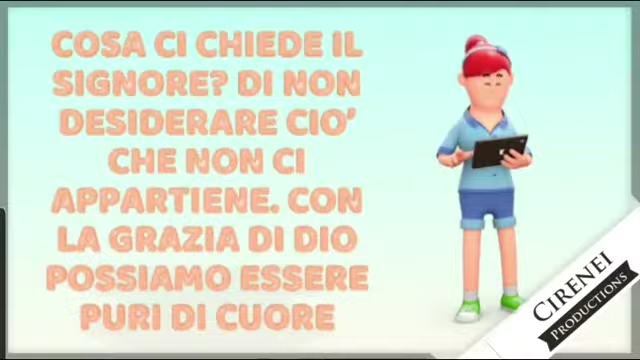 COSA CI CHIEDE IL
SIGNORE? DI NON
DESIDERARE CIO'
CHE NON CI
APPARTIENE. CON
LA GRAZIA DI DIO
POSSIAMO ESSERE
PURI DI CUORE
CIRENEI
PRODUCTIONS